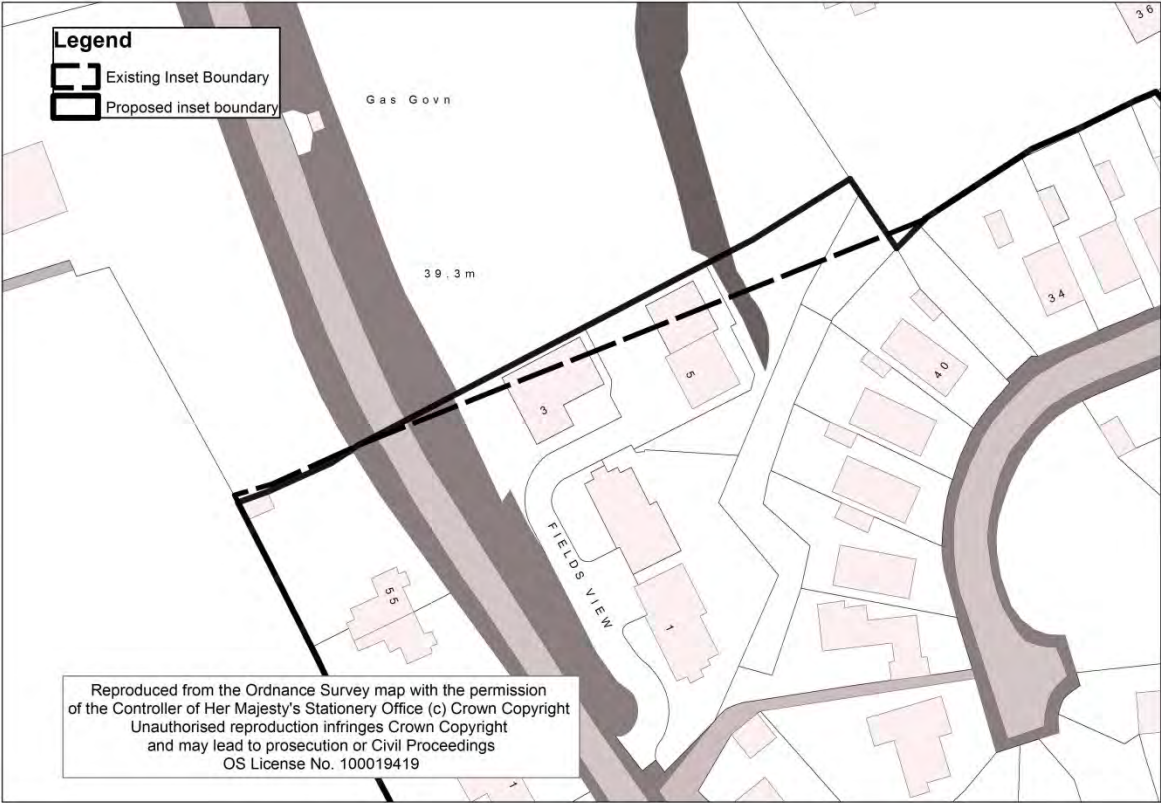 Legend
Existing Inset Boundary
Proposed inset boundary
36
Gas Govn
39.3m
34
5
40
3
FIELDS VIEW
55
1
1
Reproduced from the Ordnance Survey map with the permission
of the Controller of Her Majesty's Stationery Office (c) Crown Copyright
Unauthorised reproduction infringes Crown Copyright
and may lead to prosecution or Civil Proceedings
OS License No. 100019419